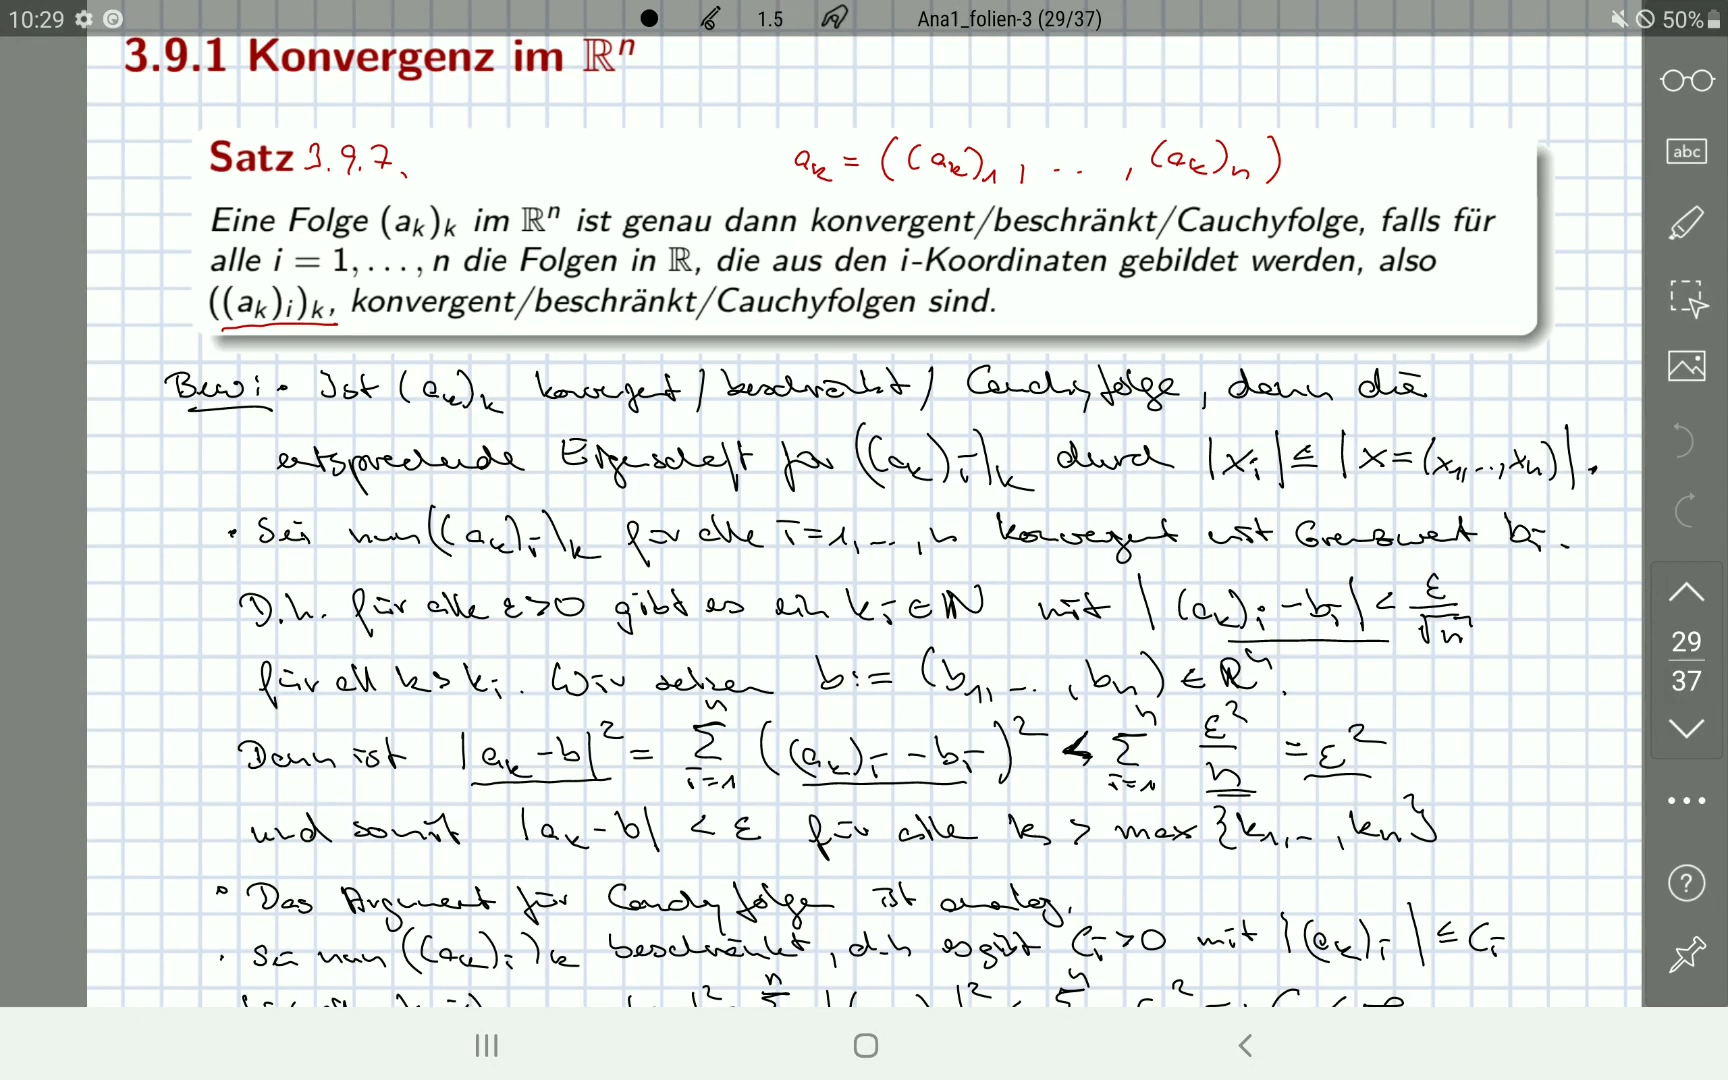 10:29
1.5
Ana1_folien-3 (29/37)
50%
3.9.1 Konvergenz im ℝⁿ
Satz 3.9.7.
a_k = ((a_k)_1, .., (a_k)_n)
Eine Folge (a_k)_k im ℝⁿ ist genau dann konvergent/beschränkt/Cauchyfolge, falls für
alle i = 1, . . . , n die Folgen in ℝ, die aus den i-Koordinaten gebildet werden, also
((a_k)_i)_k, konvergent/beschränkt/Cauchyfolgen sind.
Bew: • Ist (a_k)_k konvergent/beschränkt/Cauchyfolge, dann die
entsprechende Eigenschaft für ((a_k)_i)_k durch |x_i| ≤ |x=(x_1,..,x_n)|.
• Sei nun ((a_k)_i)_k für alle i=1,..,n konvergent mit Grenzwert b_i.
D.h. für alle ε>0 gibt es ein k_i ∈ ℕ mit |(a_k)_i - b_i| < ε/√n
für all k > k_i. Wir setzen b := (b_1,..,b_n) ∈ ℝⁿ.
Dann ist |a_k - b|² = Σ_{i=1}^n ((a_k)_i - b_i)² < Σ_{i=1}^n ε²/n = ε²
und somit |a_k - b| < ε für alle k > max {k_1,..,k_n}
• Das Argument für Cauchyfolgen ist analog.
• Sei nun ((a_k)_i)_k beschränkt, d.h es gibt C_i > 0 mit |(a_k)_i| ≤ C_i
abc
29
37